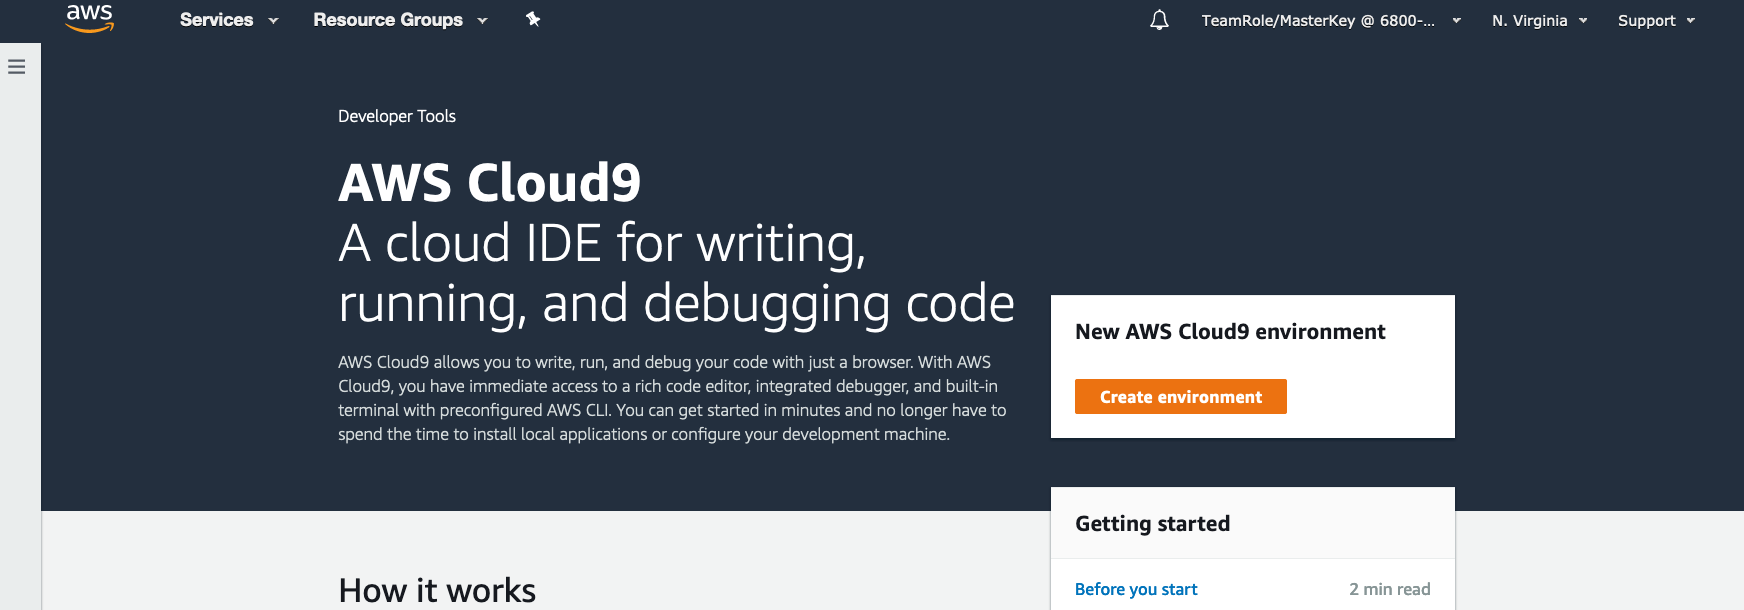 aws Services Resource Groups TeamRole/MasterKey @ 6800-... N. Virginia Support
Developer Tools
AWS Cloud9
A cloud IDE for writing,
running, and debugging code
AWS Cloud9 allows you to write, run, and debug your code with just a browser. With AWS
Cloud9, you have immediate access to a rich code editor, integrated debugger, and built-in
terminal with preconfigured AWS CLI. You can get started in minutes and no longer have to
spend the time to install local applications or configure your development machine.
New AWS Cloud9 environment
Create environment
Getting started
Before you start 2 min read
How it works